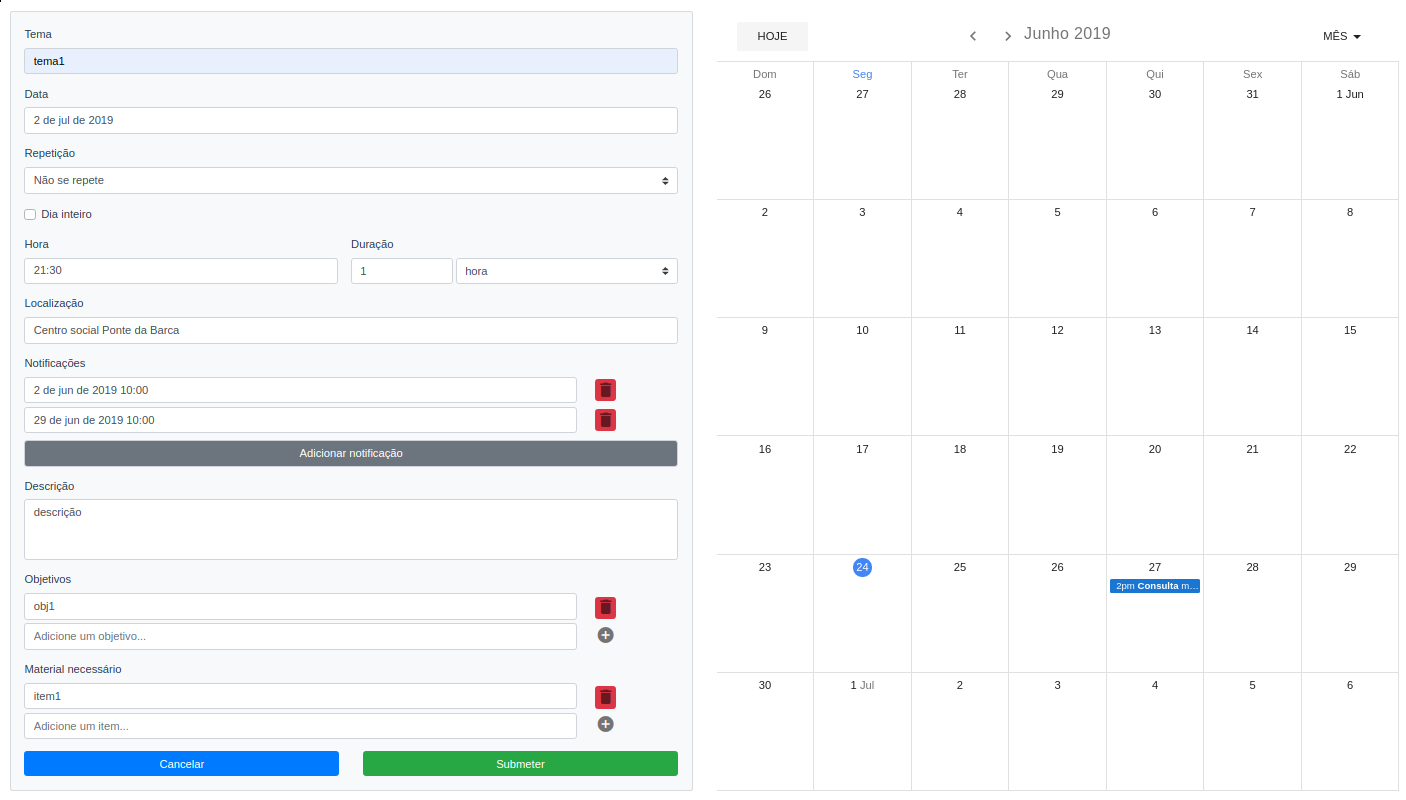 Tema
tema1
Data
2 de jul de 2019
Repetição
Não se repete
Dia inteiro
Hora
Duração
21:30
1
hora
Localização
Centro social Ponte da Barca
Notificações
2 de jun de 2019 10:00
29 de jun de 2019 10:00
Adicionar notificação
Descrição
descrição
Objetivos
obj1
Adicione um objetivo...
Material necessário
item1
Adicione um item...
Cancelar
Submeter
HOJE
Junho 2019
MÊS
Dom Seg Ter Qua Qui Sex Sáb
26 27 28 29 30 31 1 Jun
2 3 4 5 6 7 8
9 10 11 12 13 14 15
16 17 18 19 20 21 22
23 24 25 26 27 28 29
2pm Consulta m...
30 1 Jul 2 3 4 5 6